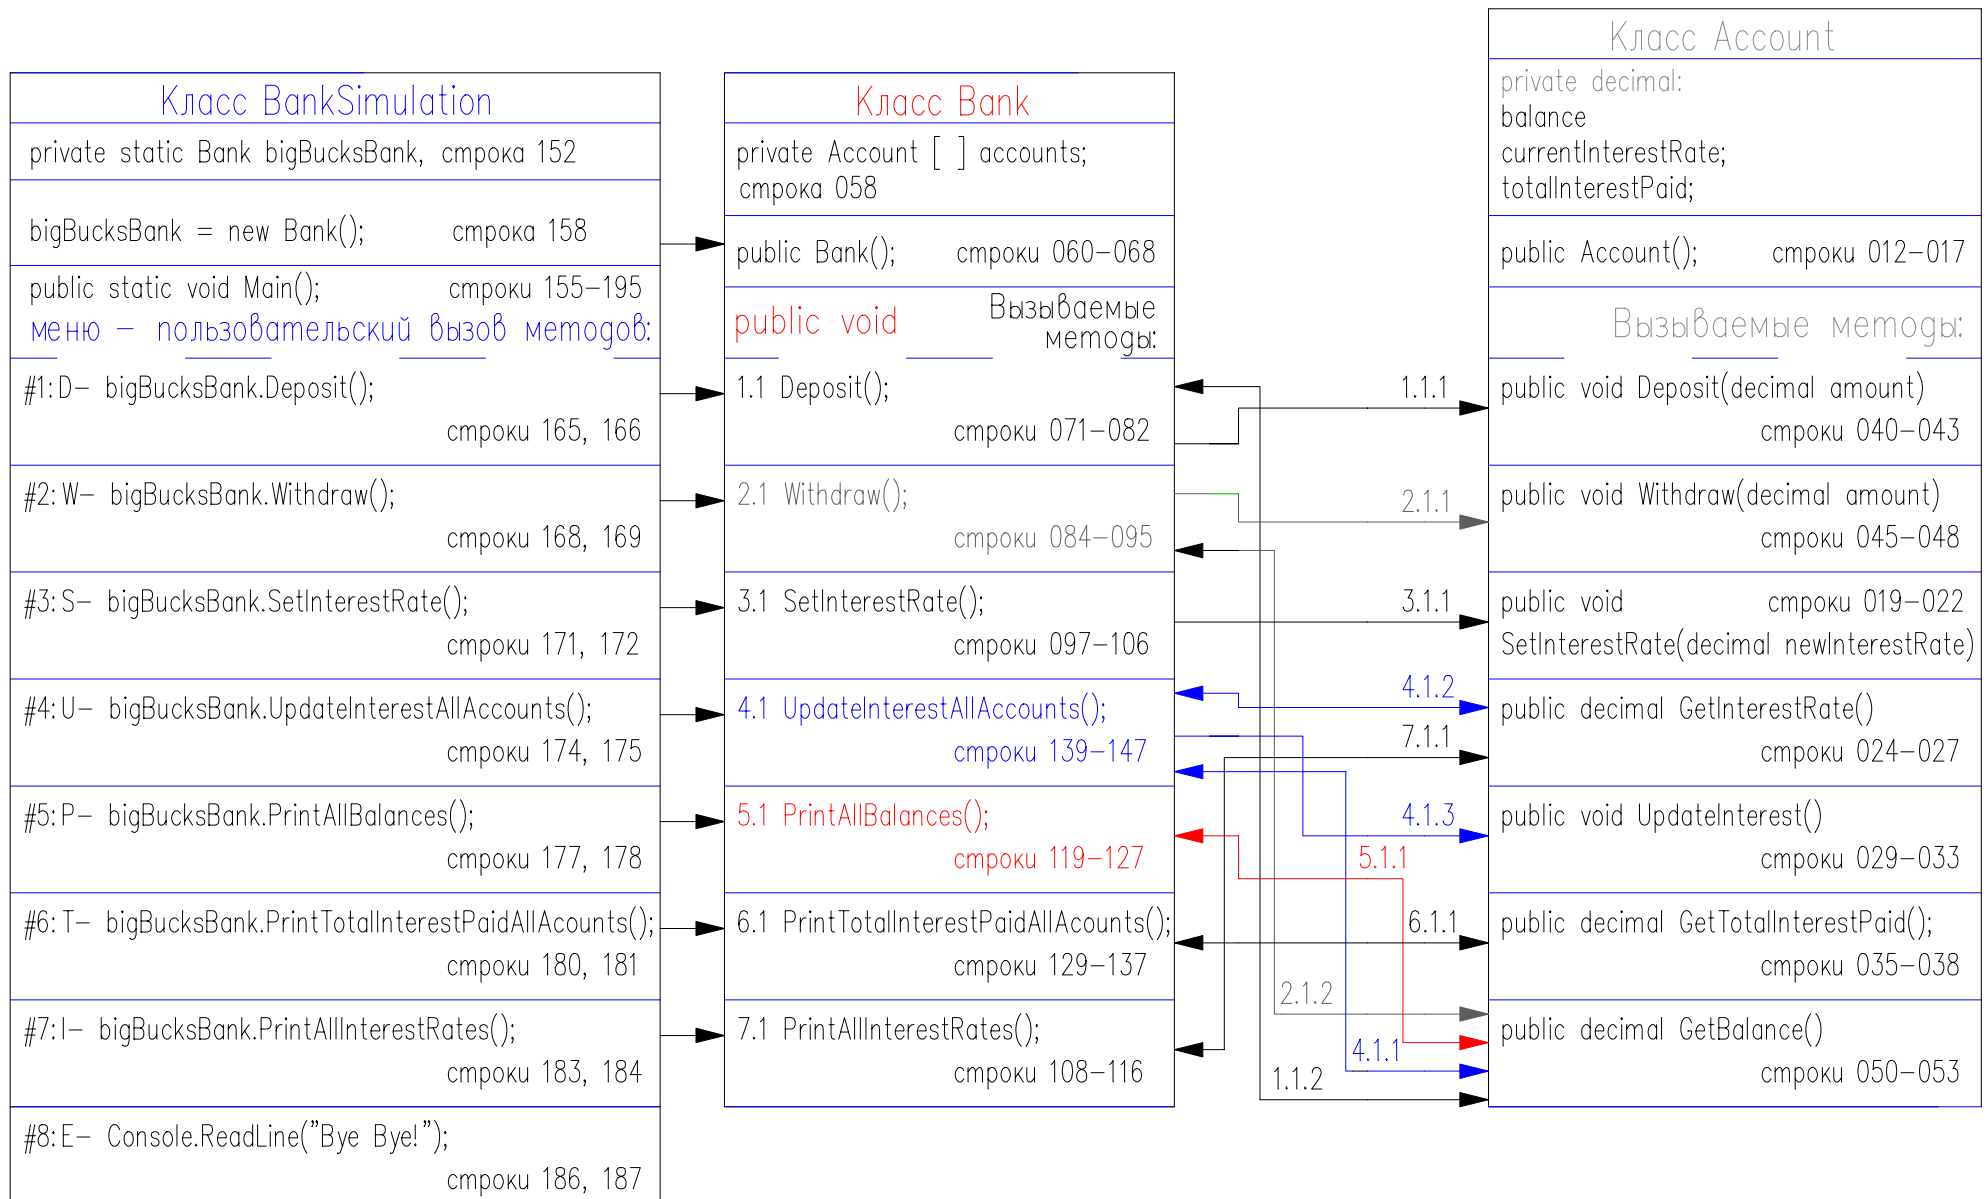 Класс BankSimulation
private static Bank bigBucksBank, строка 152
bigBucksBank = new Bank(); строка 158
public static void Main(); строки 155-195
меню - пользовательский вызов методов:
#1: D- bigBucksBank.Deposit();
строки 165, 166
#2: W- bigBucksBank.Withdraw();
строки 168, 169
#3: S- bigBucksBank.SetInterestRate();
строки 171, 172
#4: U- bigBucksBank.UpdateInterestAllAccounts();
строки 174, 175
#5: P- bigBucksBank.PrintAllBalances();
строки 177, 178
#6: T- bigBucksBank.PrintTotalInterestPaidAllAcounts();
строки 180, 181
#7: I- bigBucksBank.PrintAllInterestRates();
строки 183, 184
#8: E- Console.ReadLine("Bye Bye!");
строки 186, 187
Класс Bank
private Account [ ] accounts;
строка 058
public Bank(); строки 060-068
public void Вызываемые
методы:
1.1 Deposit();
строки 071-082
2.1 Withdraw();
строки 084-095
3.1 SetInterestRate();
строки 097-106
4.1 UpdateInterestAllAccounts();
строки 139-147
5.1 PrintAllBalances();
строки 119-127
6.1 PrintTotalInterestPaidAllAcounts();
строки 129-137
7.1 PrintAllInterestRates();
строки 108-116
1.1.1
2.1.1
3.1.1
4.1.2
7.1.1
4.1.3
5.1.1
6.1.1
2.1.2
4.1.1
1.1.2
Класс Account
private decimal:
balance
currentInterestRate;
totalInterestPaid;
public Account(); строки 012-017
Вызываемые методы:
public void Deposit(decimal amount)
строки 040-043
public void Withdraw(decimal amount)
строки 045-048
public void строки 019-022
SetInterestRate(decimal newInterestRate)
public decimal GetInterestRate()
строки 024-027
public void UpdateInterest()
строки 029-033
public decimal GetTotalInterestPaid();
строки 035-038
public decimal GetBalance()
строки 050-053